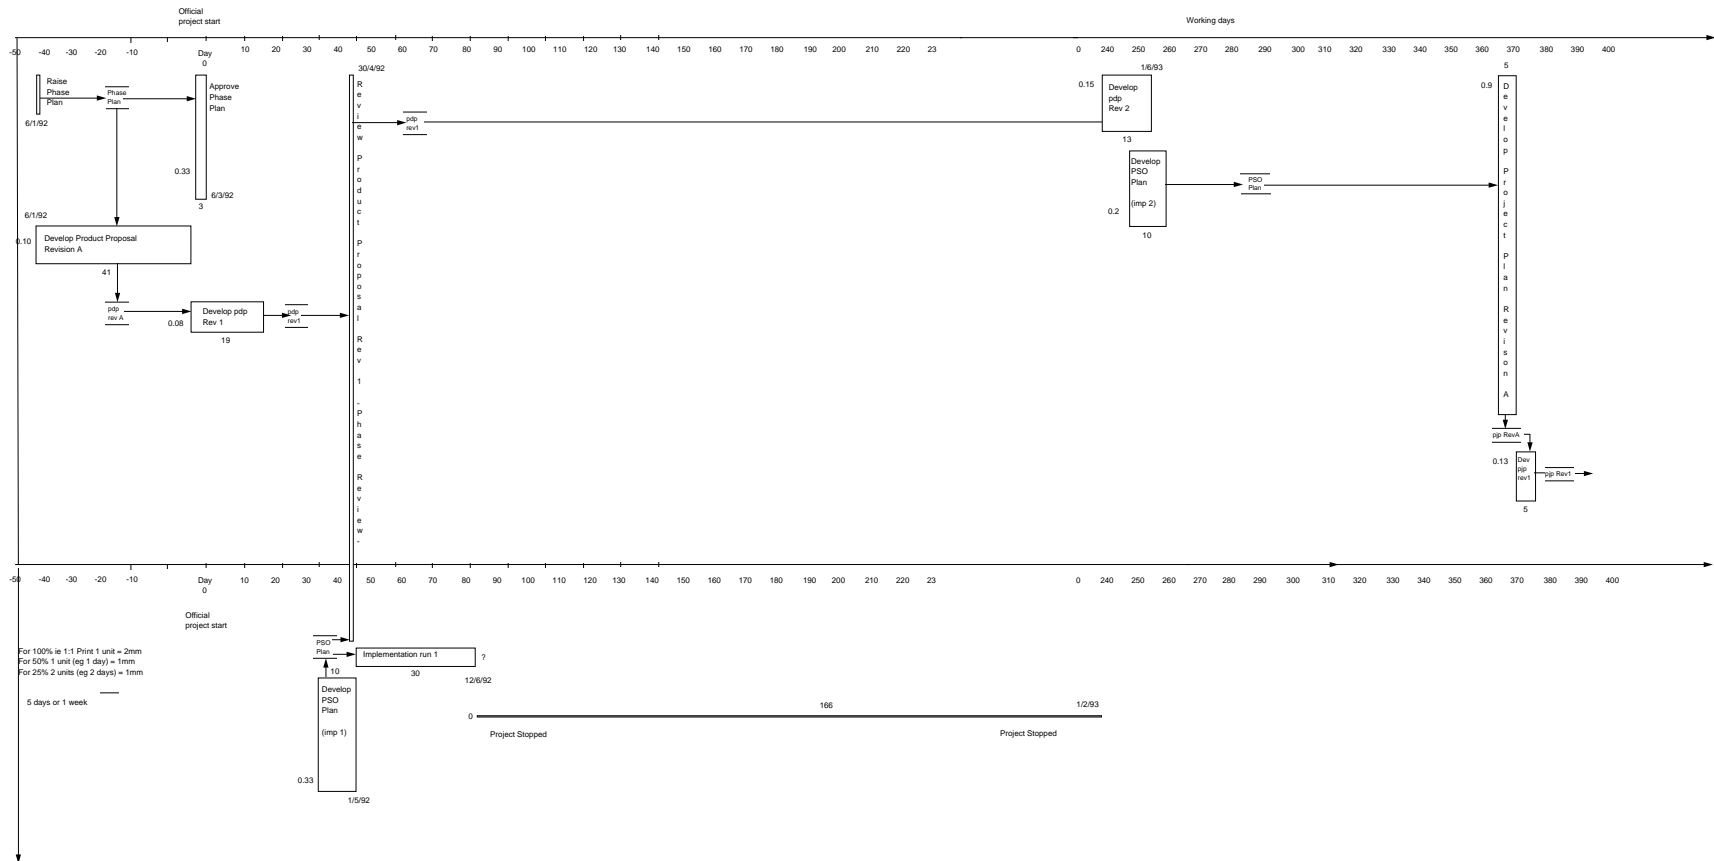 Official
project start
Working days
-50 -40 -30 -20 -10 Day 0 10 20 30 40 50 60 70 80 90 100 110 120 130 140 150 160 170 180 190 200 210 220 23 0 240 250 260 270 280 290 300 310 320 330 340 350 360 370 380 390 400
30/4/92
1/6/93
5
Raise
Phase
Plan
6/1/92
Phase
Plan
Approve
Phase
Plan
0.33
6/3/92
3
Review Product Proposal Rev 1 - Phase Review-
pdp
rev1
0.15
Develop
pdp
Rev 2
13
Develop
PSO
Plan
(imp 2)
0.2
10
PSO
Plan
0.9
Develop Project Plan Revison A
6/1/92
0.10
Develop Product Proposal
Revision A
41
pdp
rev A
0.08
Develop pdp
Rev 1
19
pdp
rev1
pjp RevA
0.13
Dev
pjp
rev1
pjp Rev1
5
-50 -40 -30 -20 -10 Day 0 10 20 30 40 50 60 70 80 90 100 110 120 130 140 150 160 170 180 190 200 210 220 23 0 240 250 260 270 280 290 300 310 320 330 340 350 360 370 380 390 400
Official
project start
For 100% ie 1:1 Print 1 unit = 2mm
For 50% 1 unit (eg 1 day) = 1mm
For 25% 2 units (eg 2 days) = 1mm
5 days or 1 week
PSO
Plan
Implementation run 1
?
10
30
12/6/92
Develop
PSO
Plan
(imp 1)
0.33
1/5/92
166
1/2/93
0
Project Stopped
Project Stopped